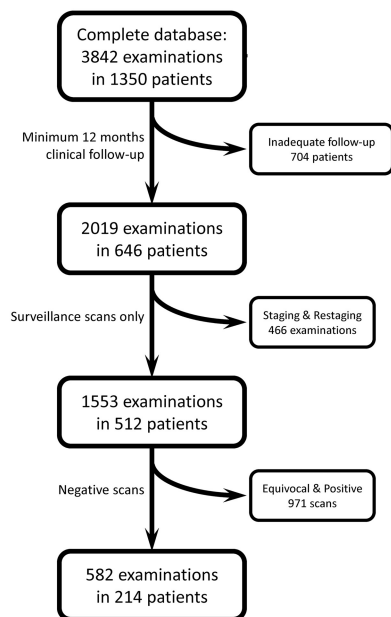 Complete database:
3842 examinations
in 1350 patients
Minimum 12 months
clinical follow-up
Inadequate follow-up
704 patients
2019 examinations
in 646 patients
Surveillance scans only
Staging & Restaging
466 examinations
1553 examinations
in 512 patients
Negative scans
Equivocal & Positive
971 scans
582 examinations
in 214 patients